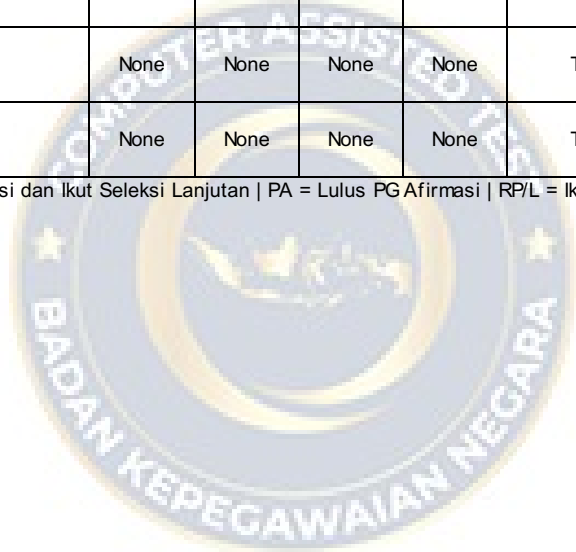 None None None None T
None None None None T
si dan Ikut Seleksi Lanjutan | PA = Lulus PG Afirmasi | RP/L = Ik
COMPUTER ASSISTED TEST
BADAN KEPEGAWAIAN NEGARA